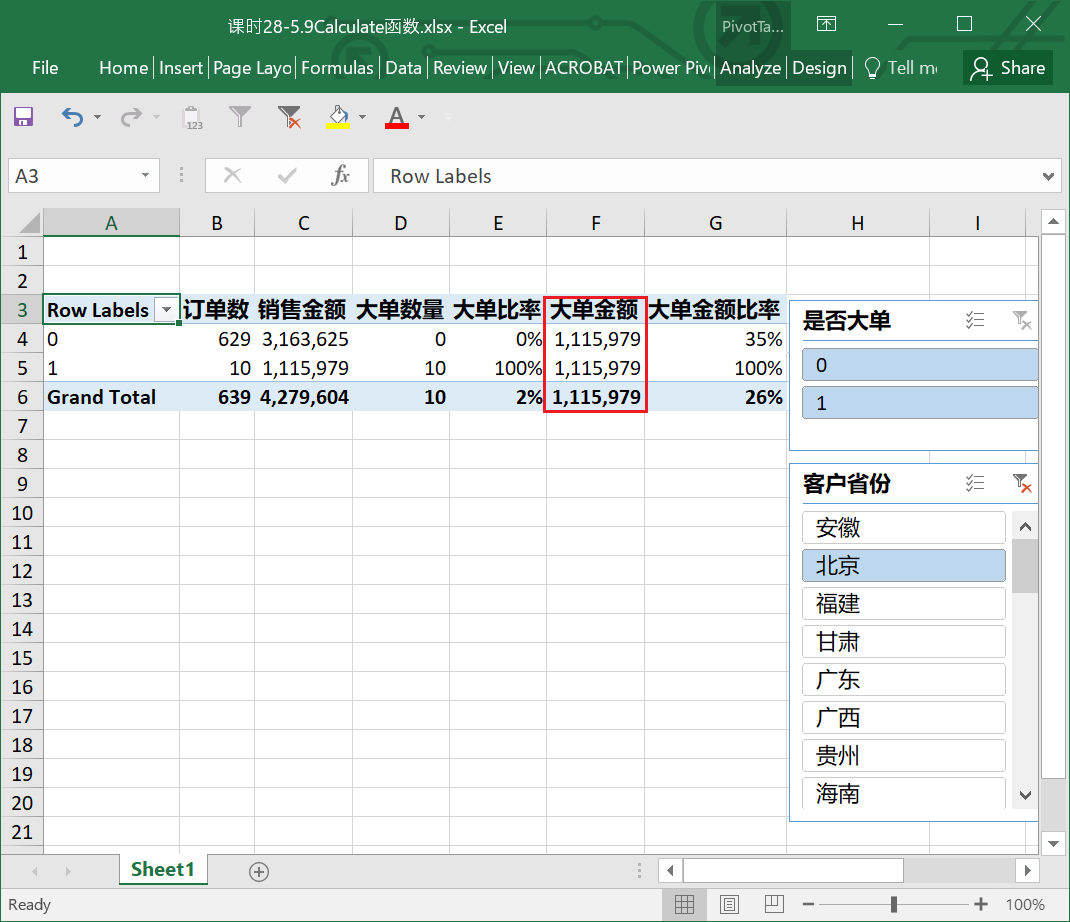 课时28-5.9Calculate函数.xlsx - Excel
PivotTa...
File Home Insert Page Layo Formulas Data Review View ACROBAT Power Piv Analyze Design Tell me Share
123
A3 fx Row Labels
A B C D E F G H I
1
2
3 Row Labels 订单数 销售金额 大单数量 大单比率 大单金额 大单金额比率
4 0 629 3,163,625 0 0% 1,115,979 35%
5 1 10 1,115,979 10 100% 1,115,979 100%
6 Grand Total 639 4,279,604 10 2% 1,115,979 26%
7
8
9
10
11
12
13
14
15
16
17
18
19
20
21
是否大单
0
1
客户省份
安徽
北京
福建
甘肃
广东
广西
贵州
海南
Sheet1
Ready 100%